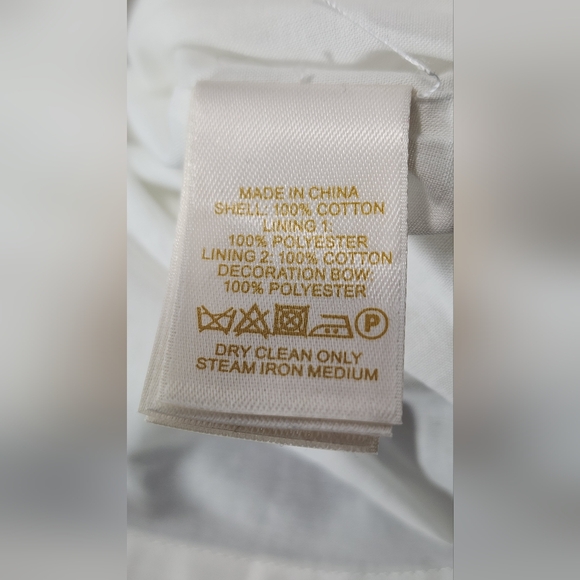 MADE IN CHINA
SHELL: 100% COTTON
LINING 1:
100% POLYESTER
LINING 2: 100% COTTON
DECORATION BOW:
100% POLYESTER
P
DRY CLEAN ONLY
STEAM IRON MEDIUM